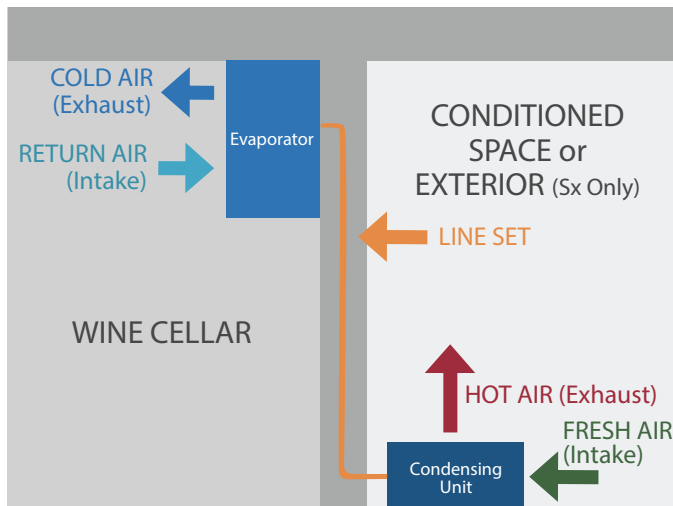 COLD AIR
(Exhaust)
Evaporator
RETURN AIR
(Intake)
CONDITIONED
SPACE or
EXTERIOR (Sx Only)
LINE SET
WINE CELLAR
HOT AIR (Exhaust)
FRESH AIR
(Intake)
Condensing
Unit